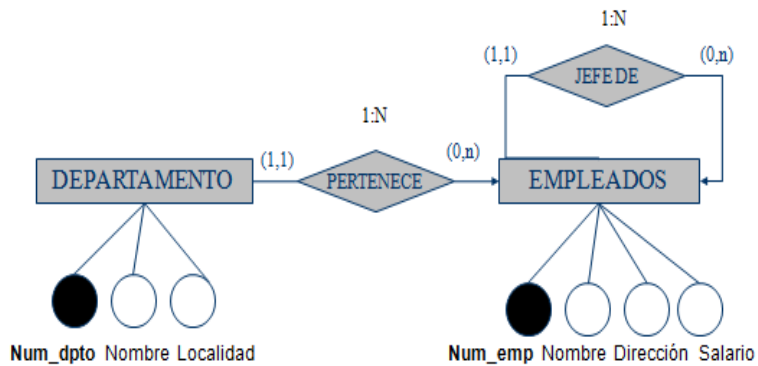 1:N
(1,1)
(0,n)
JEFE DE
1:N
(1,1)
(0,n)
DEPARTAMENTO
PERTENECE
EMPLEADOS
Num_dpto Nombre Localidad
Num_emp Nombre Dirección Salario